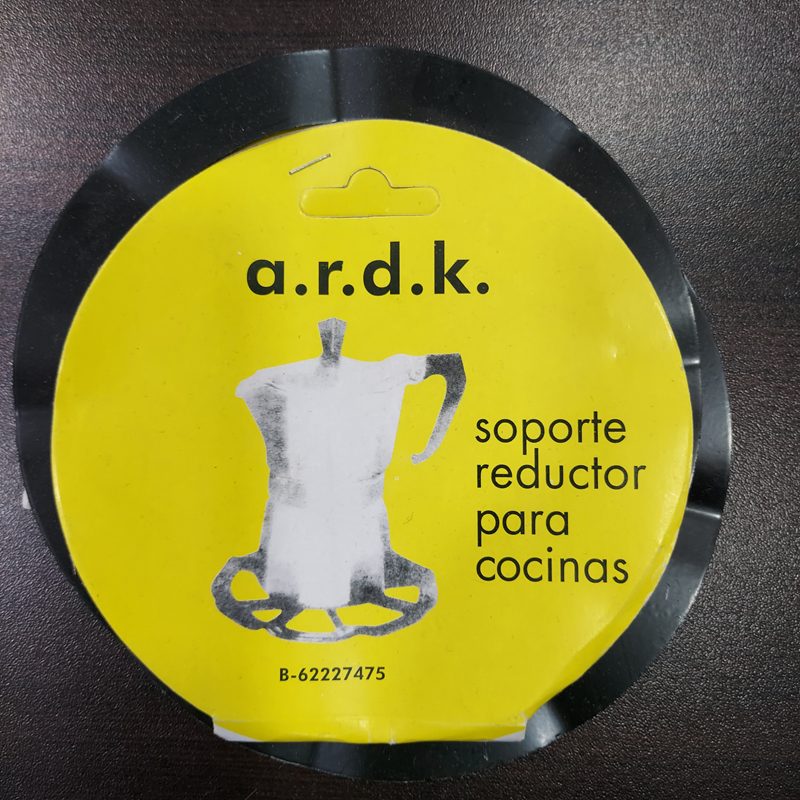 a.r.d.k.
soporte
reductor
para
cocinas
B-62227475